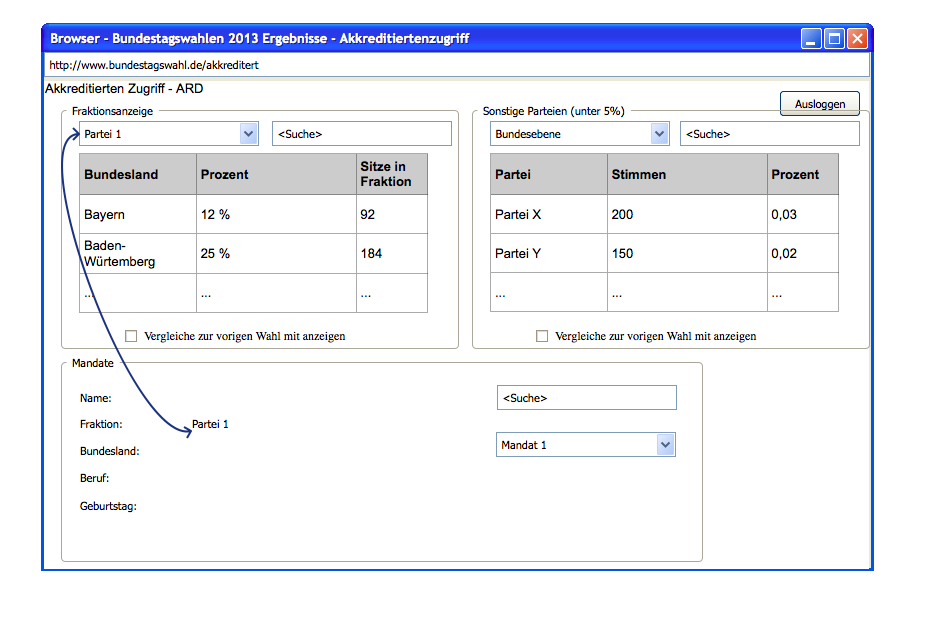 Browser - Bundestagswahlen 2013 Ergebnisse - Akkreditiertenzugriff
http://www.bundestagswahl.de/akkreditert
Akkreditierten Zugriff - ARD
Ausloggen
Fraktionsanzeige
Partei 1
<Suche>
Bundesland Prozent Sitze in
Fraktion
Bayern 12 % 92
Baden-
Würtemberg 25 % 184
... ... ...
Vergleiche zur vorigen Wahl mit anzeigen
Sonstige Parteien (unter 5%)
Bundesebene
<Suche>
Partei Stimmen Prozent
Partei X 200 0,03
Partei Y 150 0,02
... ... ...
Vergleiche zur vorigen Wahl mit anzeigen
Mandate
Name:
<Suche>
Fraktion: Partei 1
Mandat 1
Bundesland:
Beruf:
Geburtstag: